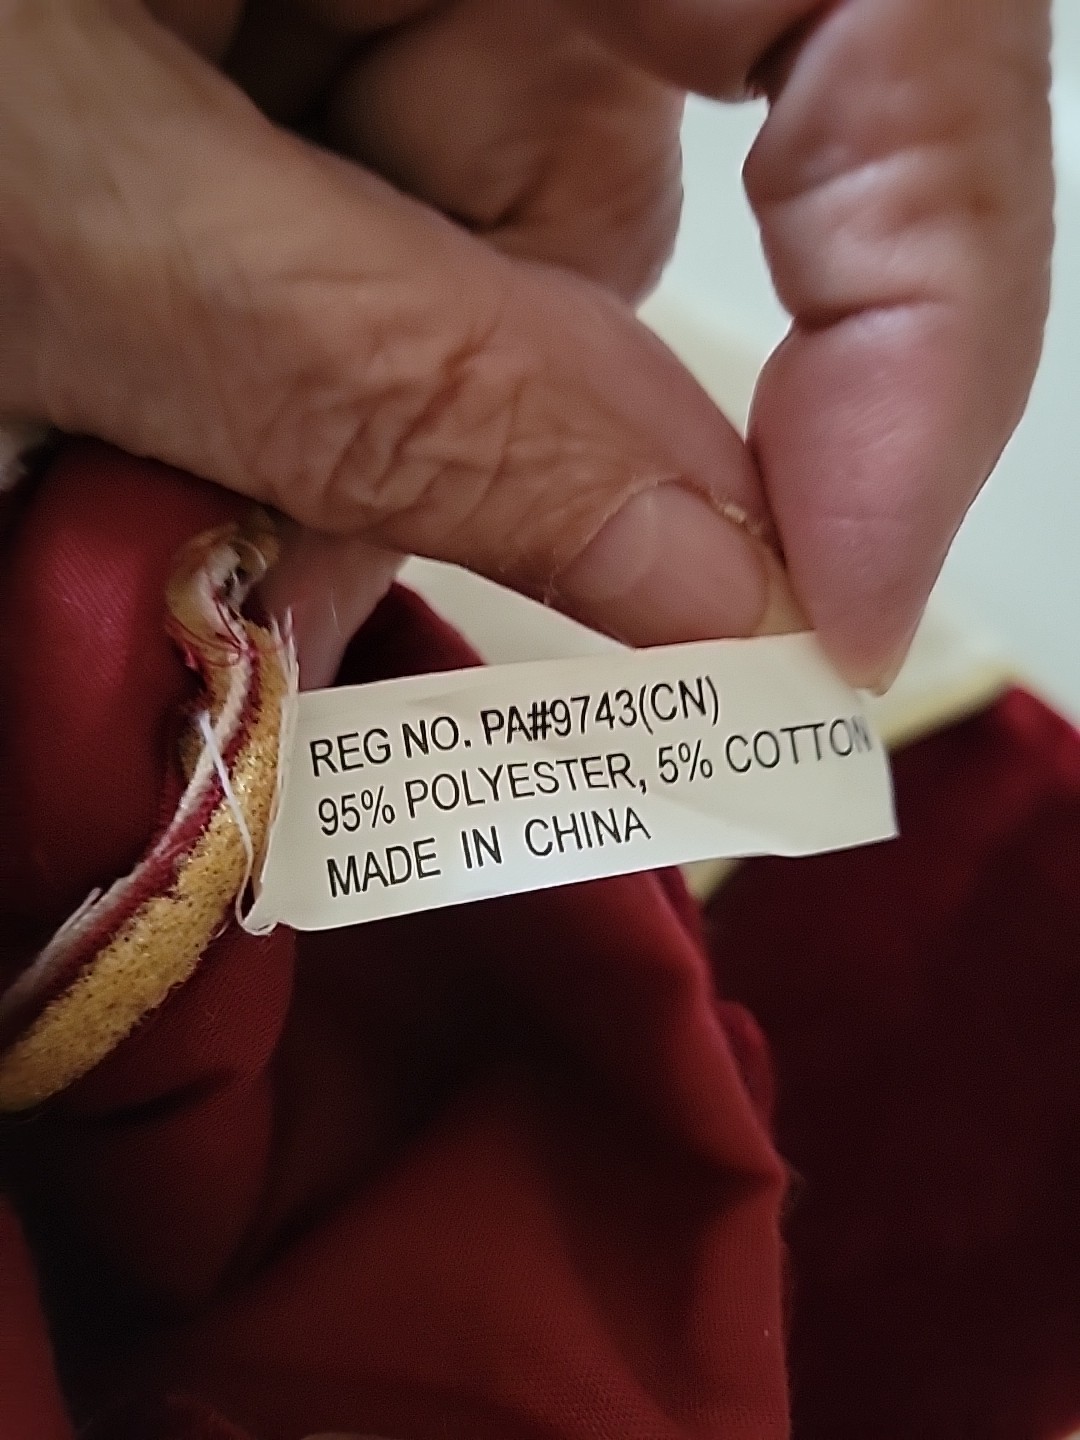 REG NO. PA#9743(CN)
95% POLYESTER, 5% COTTON
MADE IN CHINA